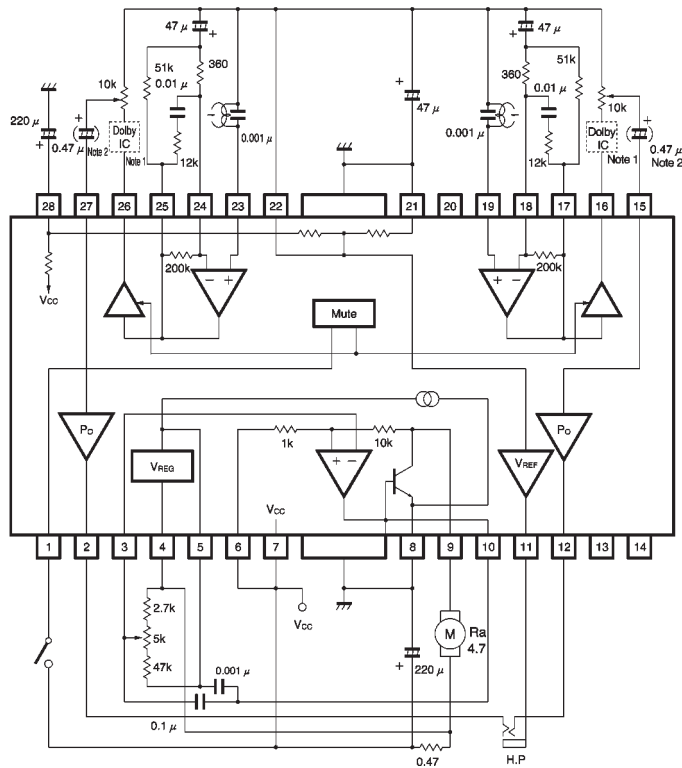 47 μ
+
47 μ
+
51k
0.01 μ
360
10k
220 μ
+
+
0.47 μ
Note 2
Dolby
IC
Note 1
12k
0.001 μ
+
47 μ
51k
360
0.01 μ
10k
0.001 μ
Dolby
IC
12k
Note 1
+
0.47 μ
Note 2
28
27
26
25
24
23
22
21
20
19
18
17
16
15
200k
− +
+ −
200k
VCC
Mute
PO
VREG
1k
10k
+ −
VREF
PO
VCC
1
2
3
4
5
6
7
8
9
10
11
12
13
14
2.7k
5k
47k
0.001 μ
0.1 μ
VCC
+
220 μ
M
Ra
4.7
0.47
H.P